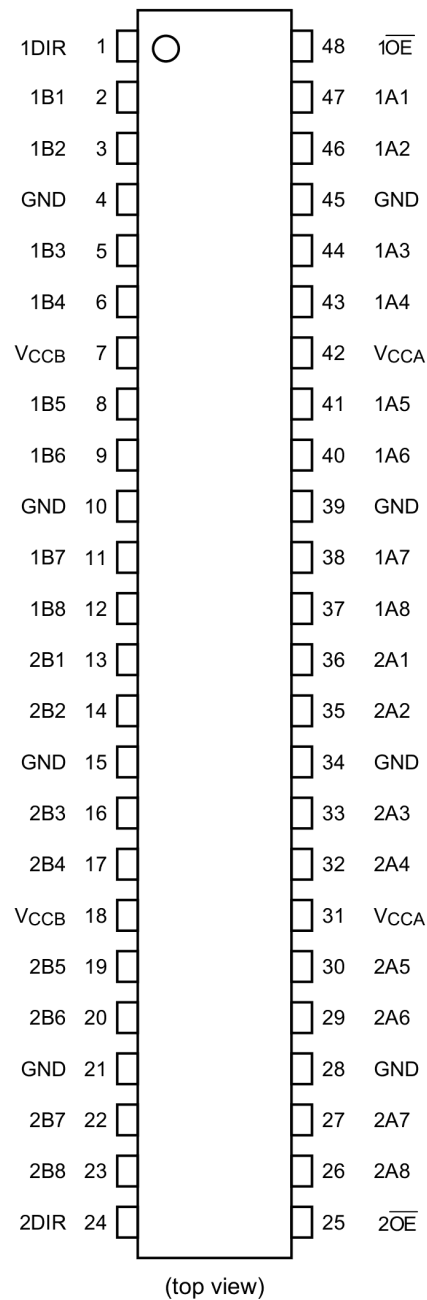 1DIR 1 48 1O̅E̅
1B1 2 47 1A1
1B2 3 46 1A2
GND 4 45 GND
1B3 5 44 1A3
1B4 6 43 1A4
VCCB 7 42 VCCA
1B5 8 41 1A5
1B6 9 40 1A6
GND 10 39 GND
1B7 11 38 1A7
1B8 12 37 1A8
2B1 13 36 2A1
2B2 14 35 2A2
GND 15 34 GND
2B3 16 33 2A3
2B4 17 32 2A4
VCCB 18 31 VCCA
2B5 19 30 2A5
2B6 20 29 2A6
GND 21 28 GND
2B7 22 27 2A7
2B8 23 26 2A8
2DIR 24 25 2O̅E̅
(top view)